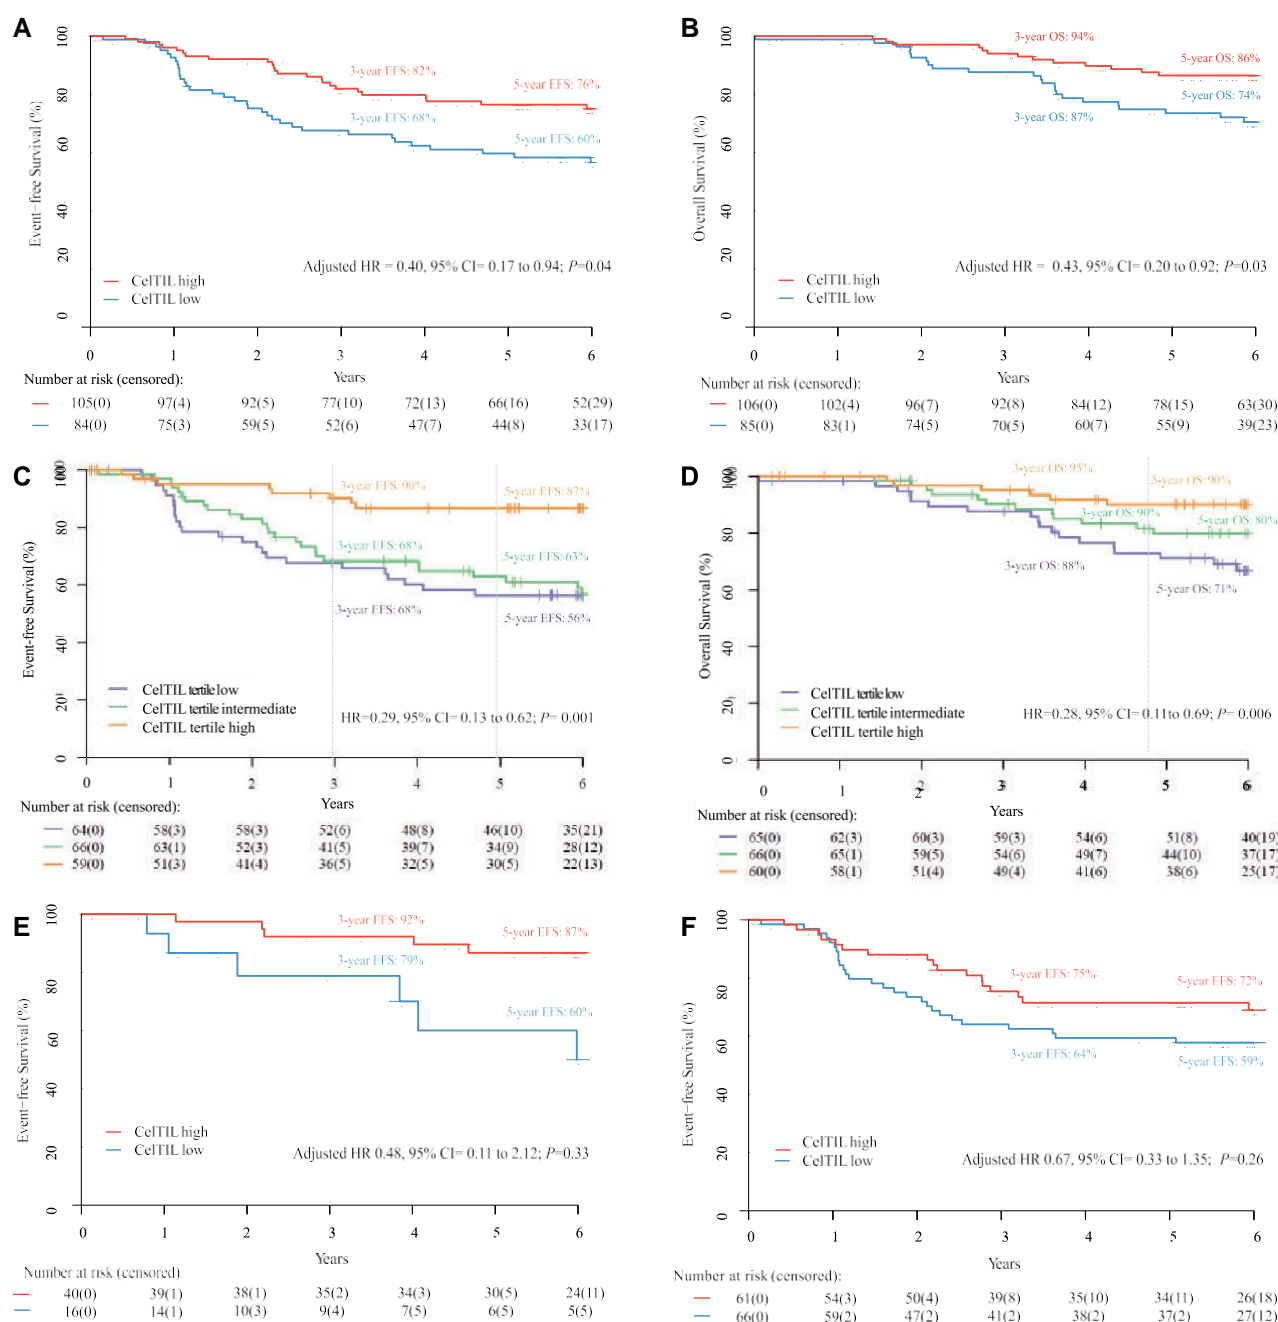 A
100
80
60
40
20
0
Event-free Survival (%)
3-year EFS: 82%
5-year EFS: 76%
3-year EFS: 68%
5-year EFS: 60%
Adjusted HR = 0.40, 95% CI= 0.17 to 0.94; P=0.04
CelTIL high
CelTIL low
0 1 2 3 4 5 6
Years
Number at risk (censored):
105(0) 97(4) 92(5) 77(10) 72(13) 66(16) 52(29)
84(0) 75(3) 59(5) 52(6) 47(7) 44(8) 33(17)
B
100
80
60
40
20
0
Overall Survival (%)
3-year OS: 94%
5-year OS: 86%
5-year OS: 74%
3-year OS: 87%
Adjusted HR = 0.43, 95% CI= 0.20 to 0.92; P=0.03
CelTIL high
CelTIL low
0 1 2 3 4 5 6
Years
Number at risk (censored):
106(0) 102(4) 96(7) 92(8) 84(12) 78(15) 63(30)
85(0) 83(1) 74(5) 70(5) 60(7) 55(9) 39(23)
C
100
80
60
40
20
0
Event-free Survival (%)
3-year EFS: 90%
5-year EFS: 87%
3-year EFS: 68%
5-year EFS: 63%
3-year EFS: 68%
5-year EFS: 56%
CelTIL tertile low
CelTIL tertile intermediate
CelTIL tertile high
HR=0.29, 95% CI= 0.13 to 0.62; P= 0.001
0 1 2 3 4 5 6
Years
Number at risk (censored):
64(0) 58(3) 58(3) 52(6) 48(8) 46(10) 35(21)
66(0) 63(1) 52(3) 41(5) 39(7) 34(9) 28(12)
59(0) 51(3) 41(4) 36(5) 32(5) 30(5) 22(13)
D
100
80
60
40
20
0
Overall Survival (%)
3-year OS: 95%
5-year OS: 90%
3-year OS: 90%
5-year OS: 80%
3-year OS: 88%
5-year OS: 71%
CelTIL tertile low
CelTIL tertile intermediate
CelTIL tertile high
HR=0.28, 95% CI= 0.11to 0.69; P= 0.006
0 1 2 3 4 5 6
2
Years
Number at risk (censored):
65(0) 62(3) 60(3) 59(3) 54(6) 51(8) 40(19)
66(0) 65(1) 59(5) 54(6) 49(7) 44(10) 37(17)
60(0) 58(1) 51(4) 49(4) 41(6) 38(6) 25(17)
E
100
80
60
40
20
0
Event-free Survival (%)
3-year EFS: 92%
5-year EFS: 87%
3-year EFS: 79%
5-year EFS: 60%
CelTIL high
CelTIL low
Adjusted HR 0.48, 95% CI= 0.11 to 2.12; P=0.33
0 1 2 3 4 5 6
Years
Number at risk (censored)
40(0) 39(1) 38(1) 35(2) 34(3) 30(5) 24(11)
16(0) 14(1) 10(3) 9(4) 7(5) 6(5) 5(5)
F
100
80
60
40
20
0
Event-free Survival (%)
3-year EFS: 75%
5-year EFS: 72%
3-year EFS: 64%
5-year EFS: 59%
CelTIL high
CelTIL low
Adjusted HR 0.67, 95% CI= 0.33 to 1.35; P=0.26
0 1 2 3 4 5 6
Years
Number at risk (censored):
61(0) 54(3) 50(4) 39(8) 35(10) 34(11) 26(18)
66(0) 59(2) 47(2) 41(2) 38(2) 37(2) 27(12)